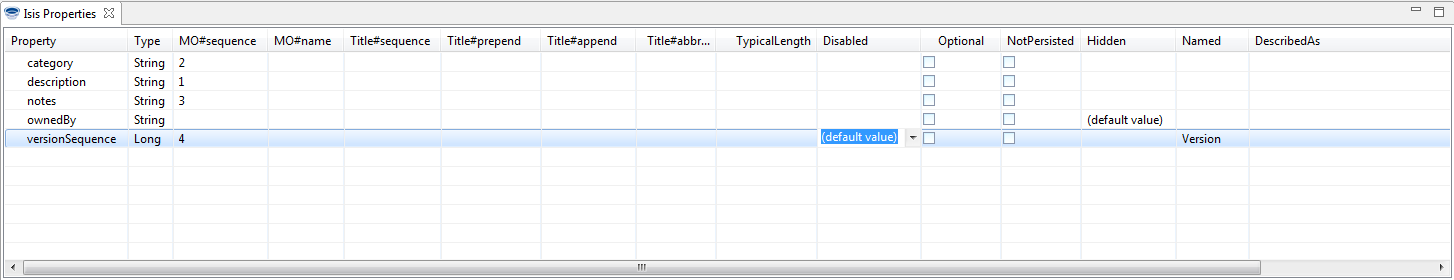 Isis Properties
Property Type MO#sequence MO#name Title#sequence Title#prepend Title#append Title#abbr... TypicalLength Disabled Optional NotPersisted Hidden Named DescribedAs
category String 2
description String 1
notes String 3
ownedBy String (default value)
versionSequence Long 4 (default value) Version